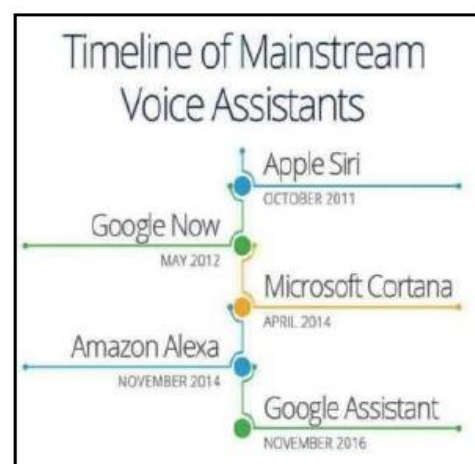 Timeline of Mainstream
Voice Assistants
Apple Siri
OCTOBER 2011
Google Now
MAY 2012
Microsoft Cortana
APRIL 2014
Amazon Alexa
NOVEMBER 2014
Google Assistant
NOVEMBER 2016